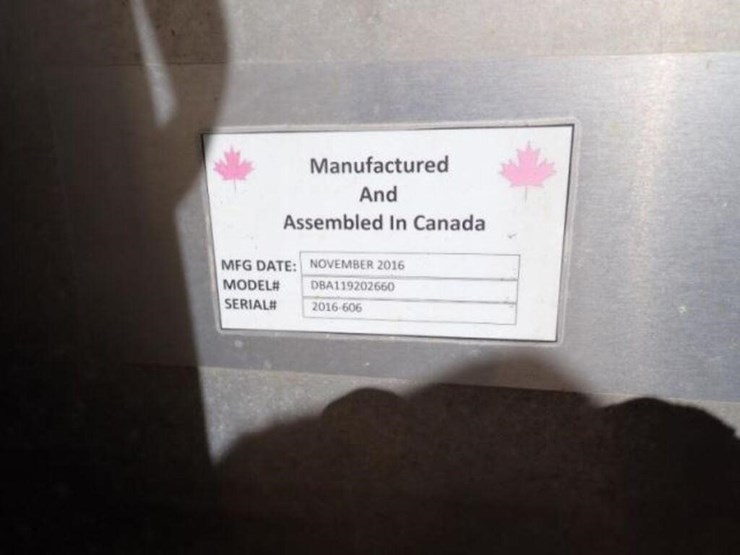 Manufactured
And
Assembled In Canada
MFG DATE: NOVEMBER 2016
MODEL# DBA119202660
SERIAL# 2016-606